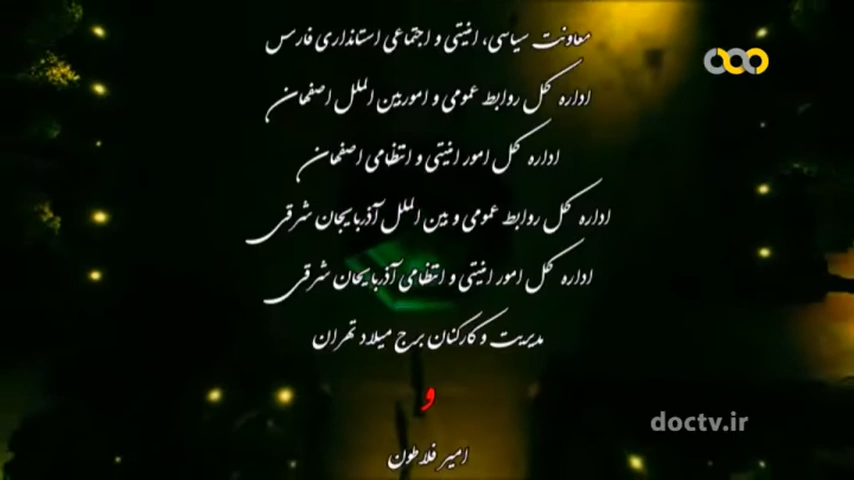 معاونت سیاسی، امنیتی و اجتماعی استانداری فارس
اداره کل روابط عمومی و امور بین الملل اصفهان
اداره کل امور امنیتی و انتظامی اصفهان
اداره کل روابط عمومی و بین الملل آذربایجان شرقی
اداره کل امور امنیتی و انتظامی آذربایجان شرقی
مدیریت و کارکنان برج میلاد تهران
و
امیر فلاطون
doctv.ir